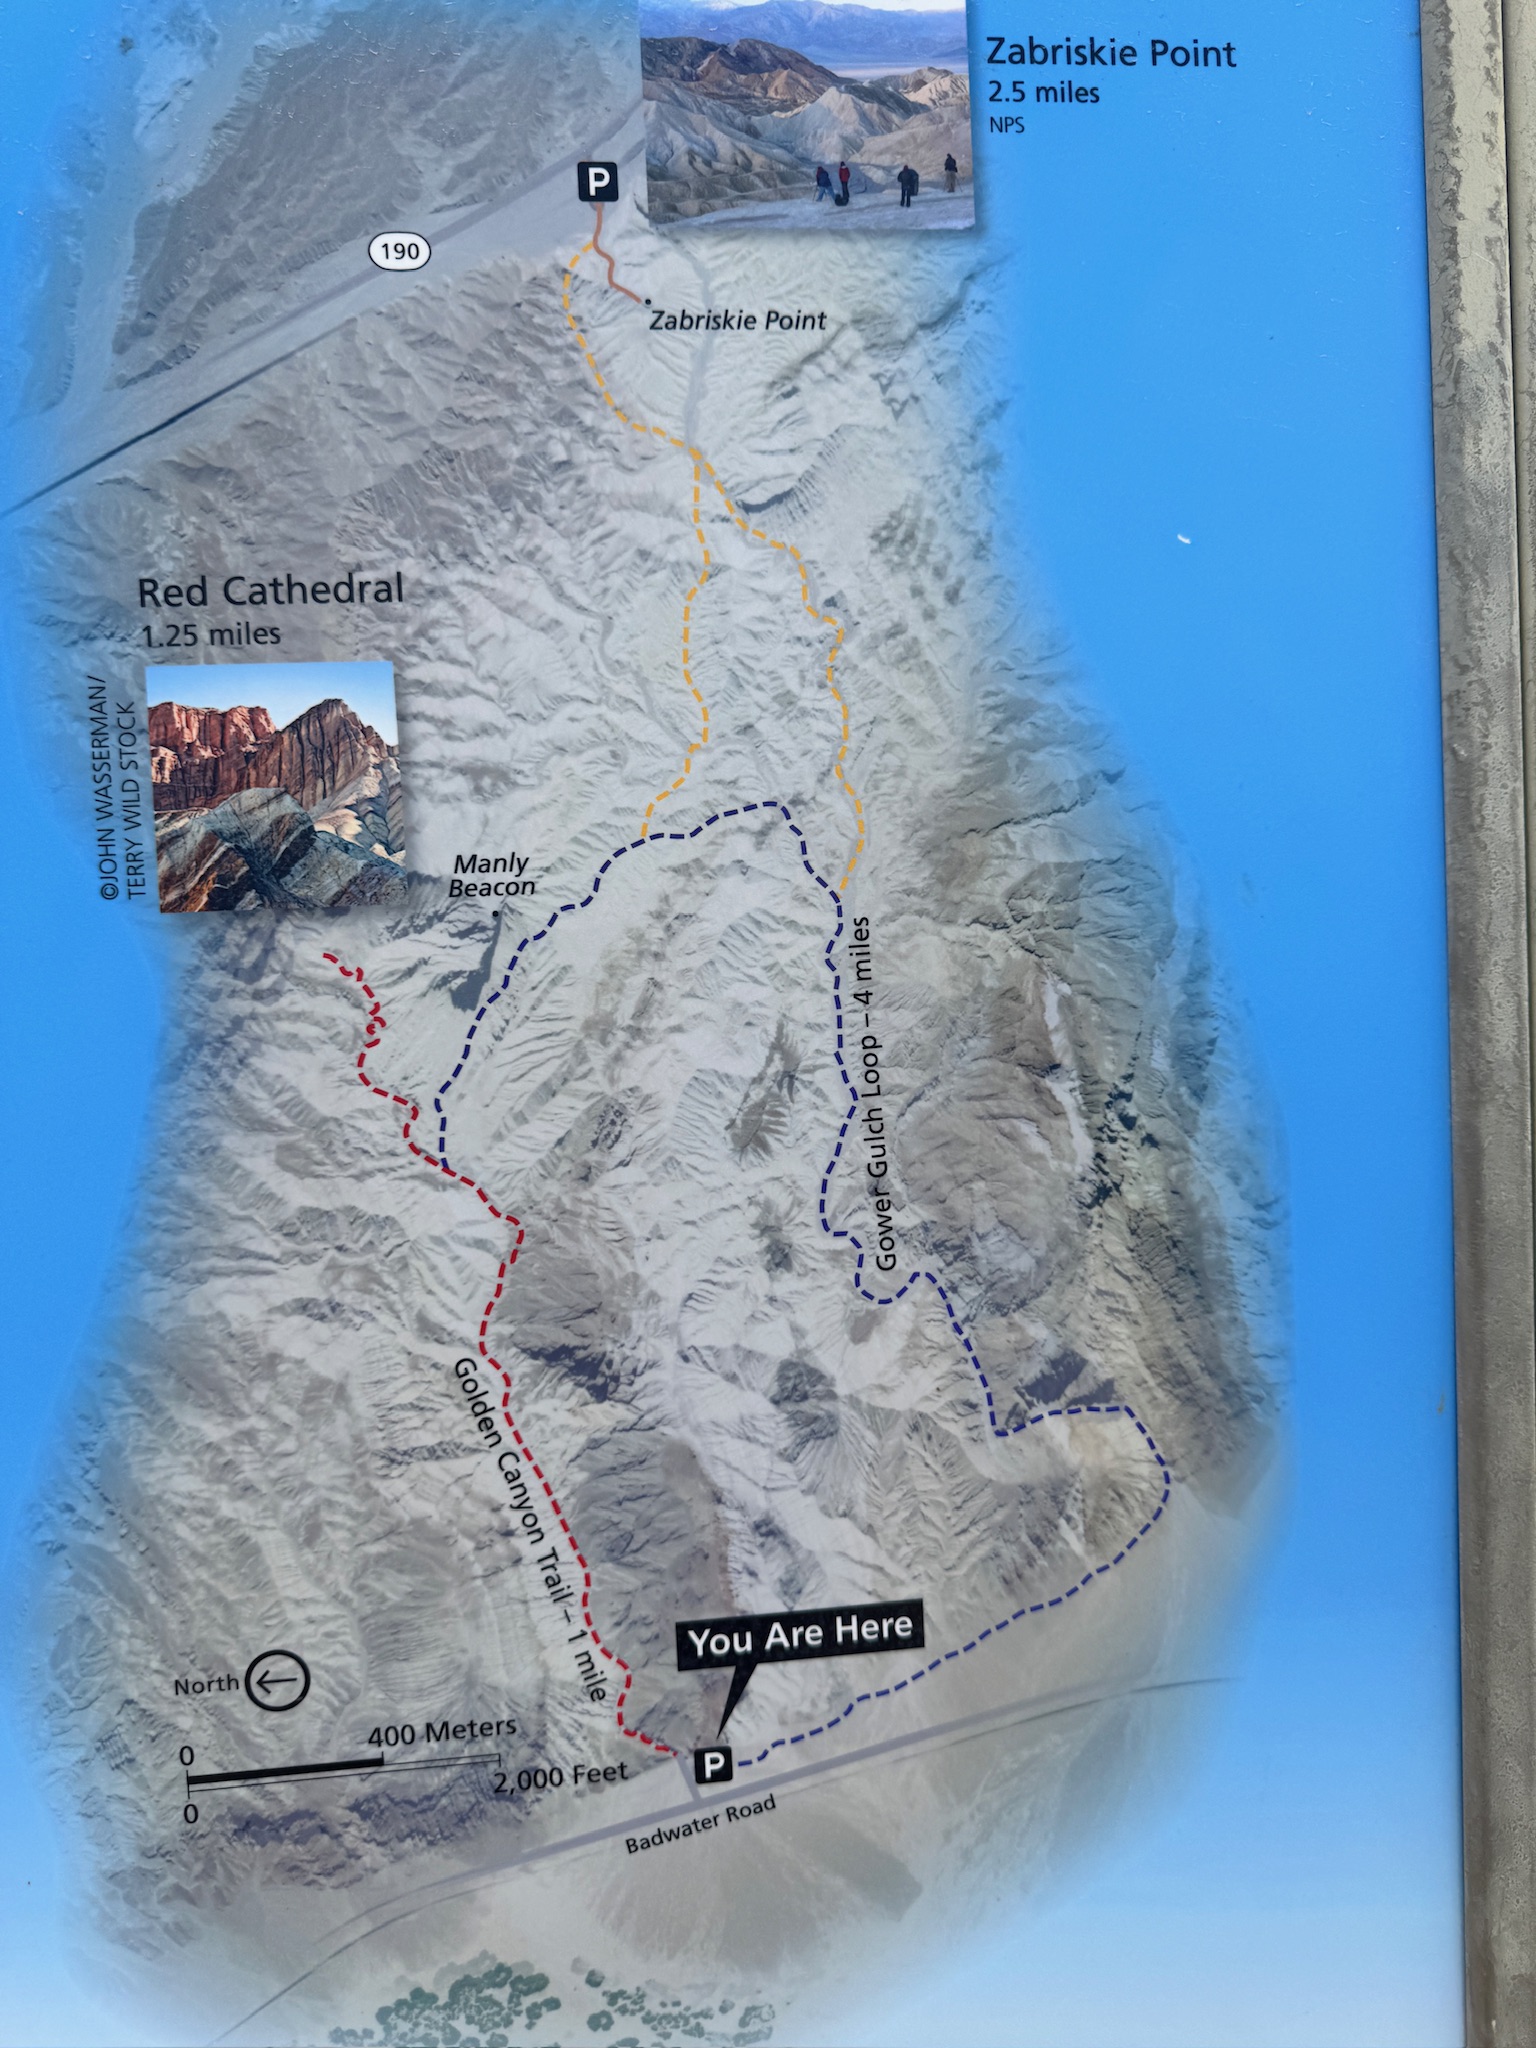 Zabriskie Point
2.5 miles
NPS
P
190
Zabriskie Point
Red Cathedral
1.25 miles
©JOHN WASSERMAN/
TERRY WILD STOCK
Manly
Beacon
Gower Gulch Loop – 4 miles
Golden Canyon Trail – 1 mile
You Are Here
North
400 Meters
0
2,000 Feet
0
P
Badwater Road